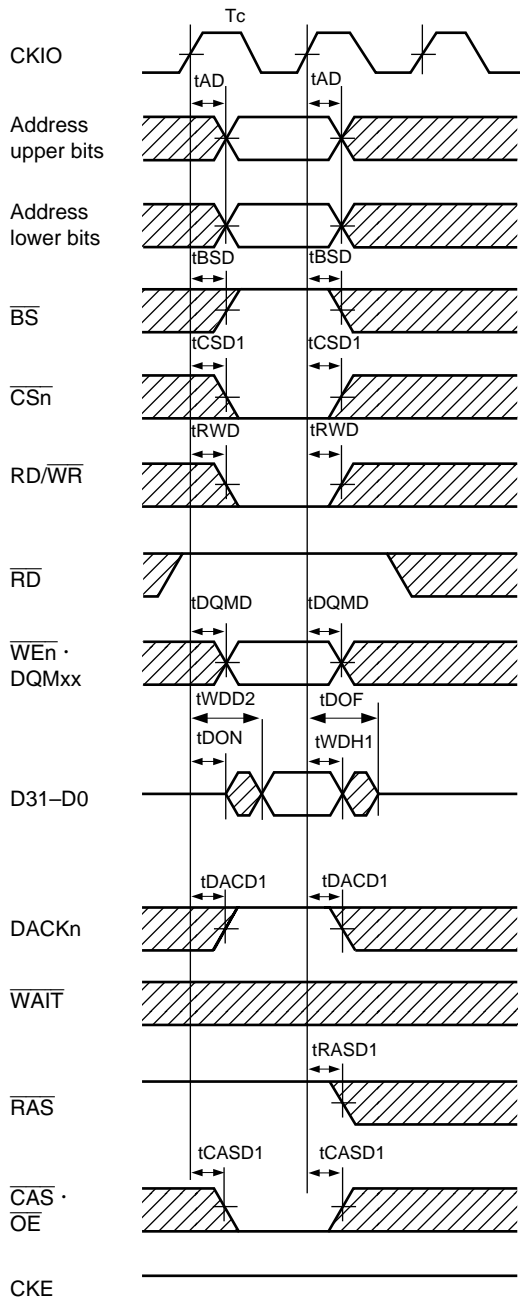 Tc
CKIO
tAD tAD
Address
upper bits
Address
lower bits
tBSD tBSD
BS
tCSD1 tCSD1
CSn
tRWD tRWD
RD/WR
RD
tDQMD tDQMD
WEn ·
DQMxx
tWDD2 tDOF
tDON tWDH1
D31–D0
tDACD1 tDACD1
DACKn
WAIT
tRASD1
RAS
tCASD1 tCASD1
CAS ·
OE
CKE